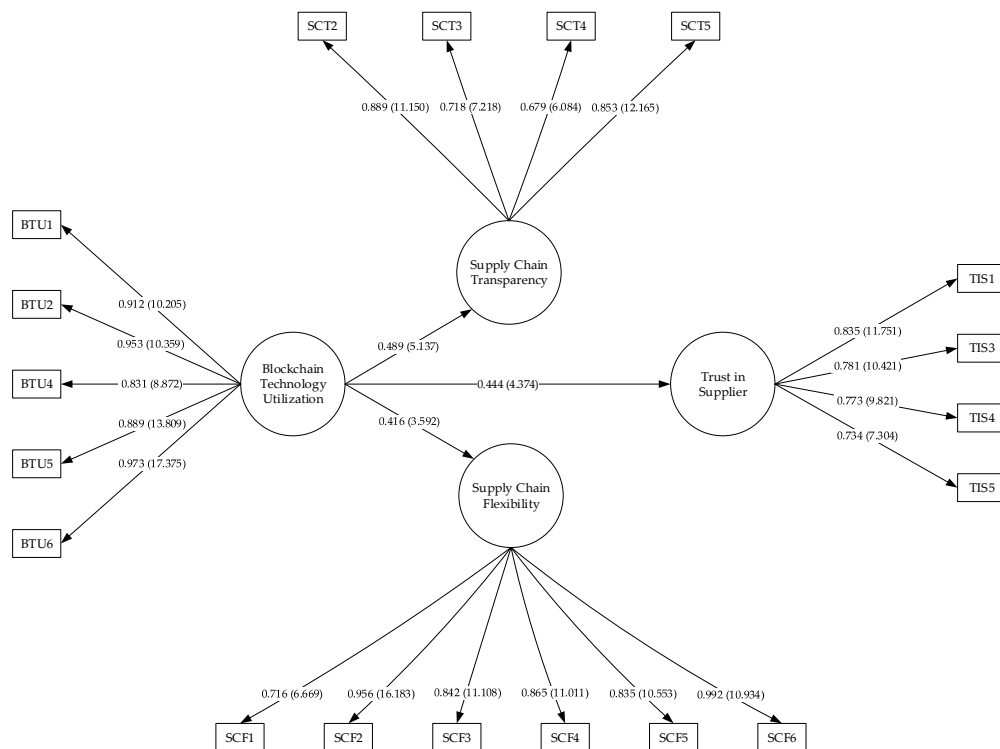 SCT2
SCT3
SCT4
SCT5
0.889 (11.150)
0.718 (7.218)
0.679 (6.084)
0.853 (12.165)
Supply Chain
Transparency
BTU1
BTU2
BTU4
BTU5
BTU6
0.912 (10.205)
0.953 (10.359)
0.831 (8.872)
0.889 (13.809)
0.973 (17.375)
Blockchain
Technology
Utilization
0.489 (5.137)
0.444 (4.374)
0.416 (3.592)
Trust in
Supplier
0.835 (11.751)
0.781 (10.421)
0.773 (9.821)
0.734 (7.304)
TIS1
TIS3
TIS4
TIS5
Supply Chain
Flexibility
0.716 (6.669)
0.956 (16.183)
0.842 (11.108)
0.865 (11.011)
0.835 (10.553)
0.992 (10.934)
SCF1
SCF2
SCF3
SCF4
SCF5
SCF6